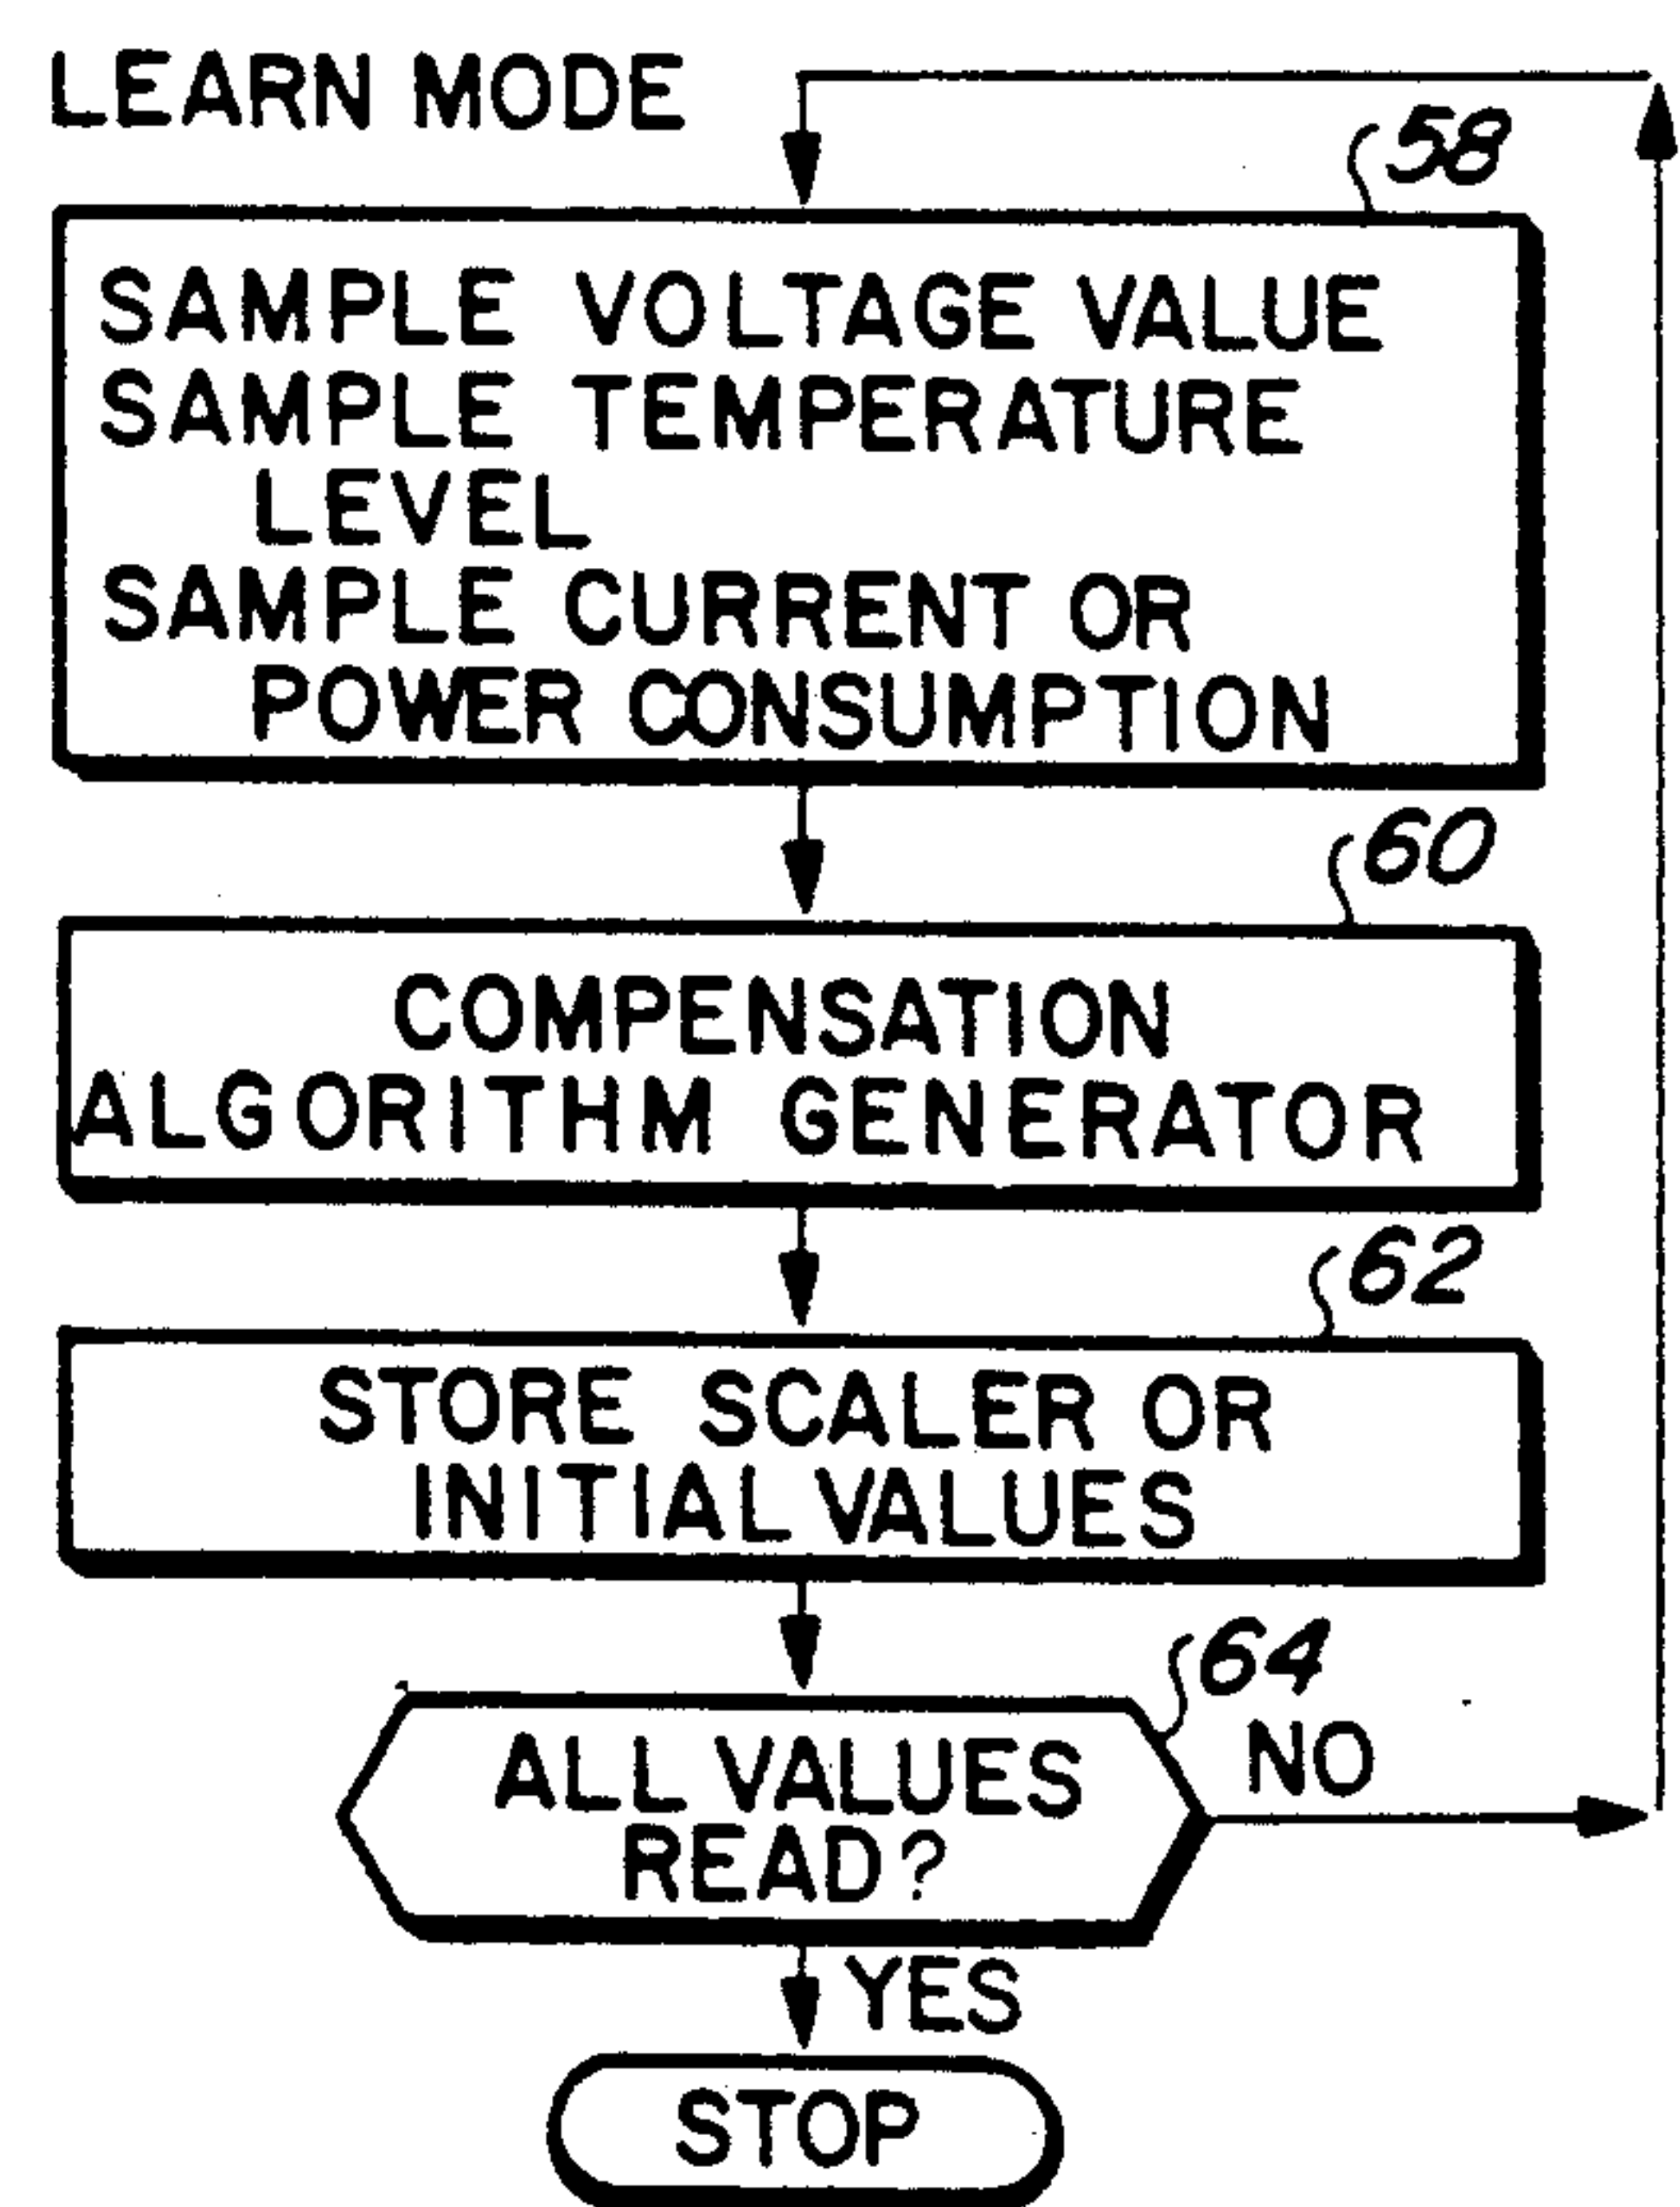 LEARN MODE
58
SAMPLE VOLTAGE VALUE
SAMPLE TEMPERATURE
LEVEL
SAMPLE CURRENT OR
POWER CONSUMPTION
60
COMPENSATION
ALGORITHM GENERATOR
62
STORE SCALER OR
INITIAL VALUES
64
ALL VALUES
READ?
NO
YES
STOP